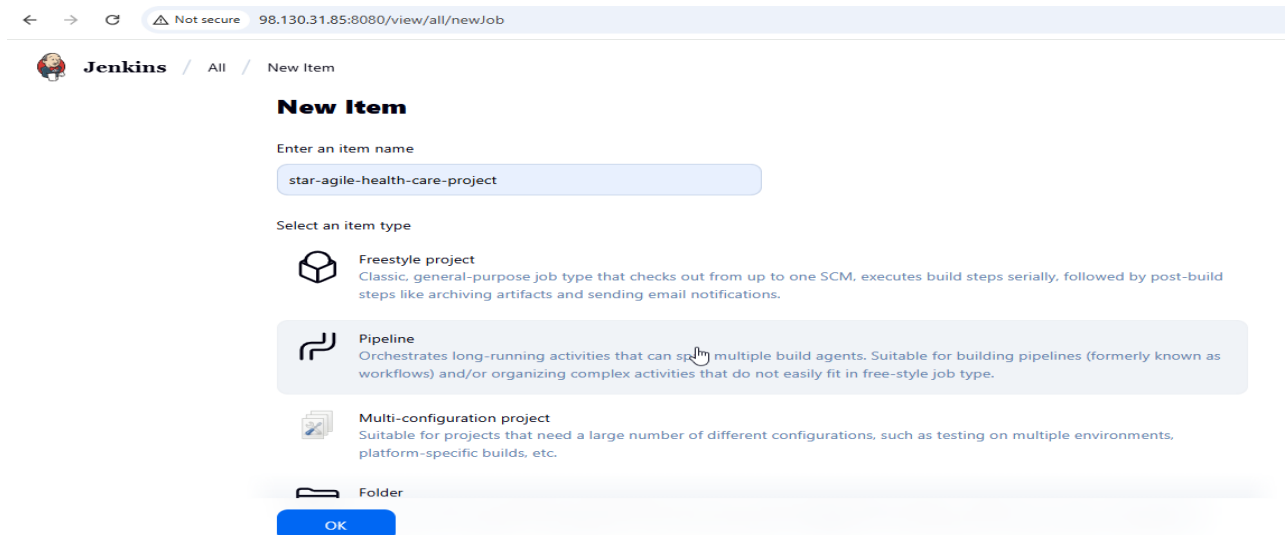 Not secure 98.130.31.85:8080/view/all/newJob
Jenkins / All / New Item
New Item
Enter an item name
star-agile-health-care-project
Select an item type
Freestyle project
Classic, general-purpose job type that checks out from up to one SCM, executes build steps serially, followed by post-build
steps like archiving artifacts and sending email notifications.
Pipeline
Orchestrates long-running activities that can multiple build agents. Suitable for building pipelines (formerly known as
workflows) and/or organizing complex activities that do not easily fit in free-style job type.
Multi-configuration project
Suitable for projects that need a large number of different configurations, such as testing on multiple environments,
platform-specific builds, etc.
Folder
OK